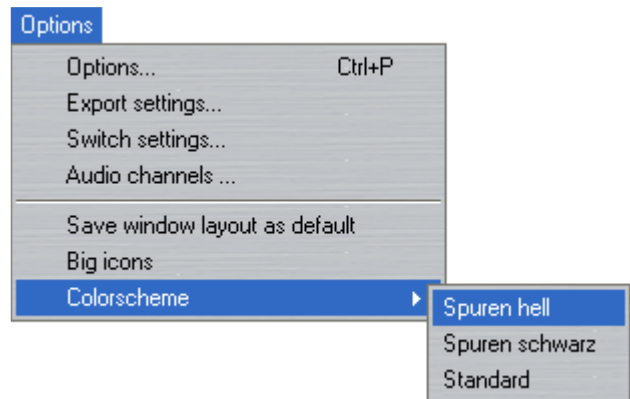 Options
Options... Ctrl+P
Export settings...
Switch settings...
Audio channels ...
Save window layout as default
Big icons
Colorscheme
Spuren hell
Spuren schwarz
Standard